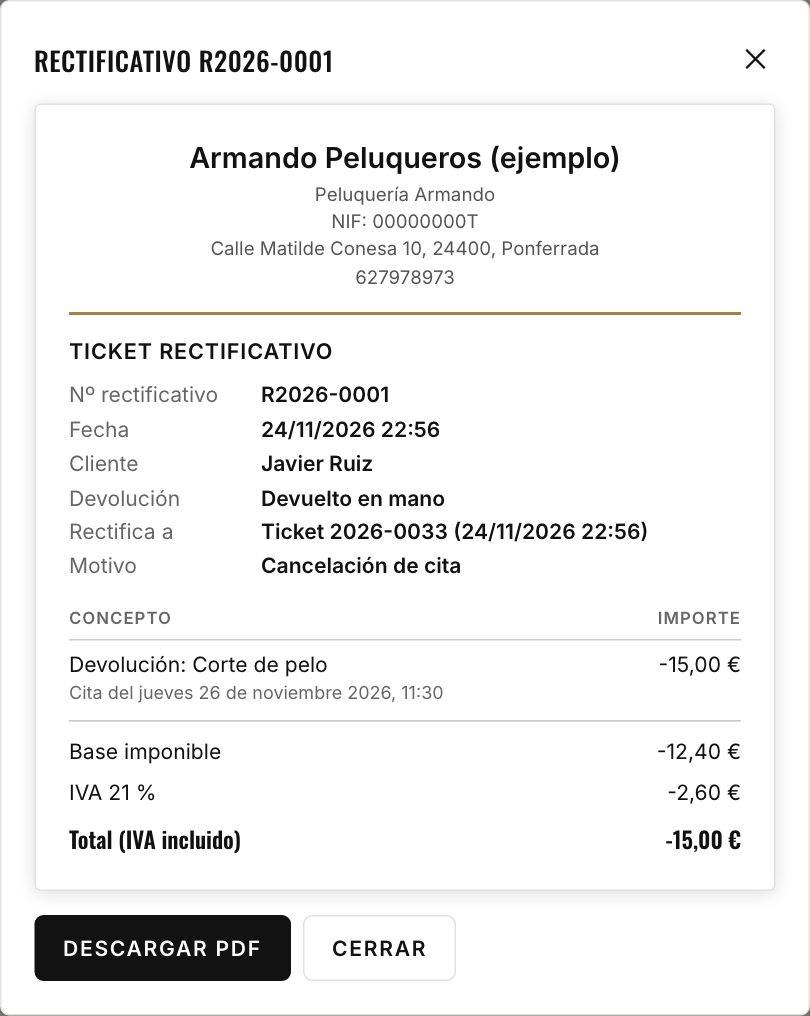 RECTIFICATIVO R2026-0001
Armando Peluqueros (ejemplo)
Peluquería Armando
NIF: 00000000T
Calle Matilde Conesa 10, 24400, Ponferrada
627978973
TICKET RECTIFICATIVO
Nº rectificativo R2026-0001
Fecha 24/11/2026 22:56
Cliente Javier Ruiz
Devolución Devuelto en mano
Rectifica a Ticket 2026-0033 (24/11/2026 22:56)
Motivo Cancelación de cita
CONCEPTO IMPORTE
Devolución: Corte de pelo -15,00 €
Cita del jueves 26 de noviembre 2026, 11:30
Base imponible -12,40 €
IVA 21 % -2,60 €
Total (IVA incluido) -15,00 €
DESCARGAR PDF CERRAR